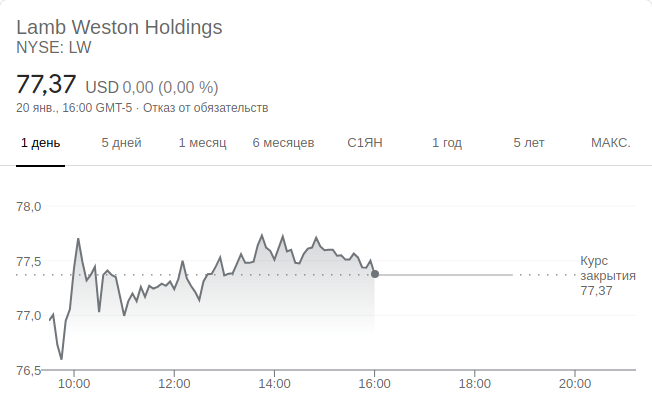 Lamb Weston Holdings
NYSE: LW
77,37 USD 0,00 (0,00 %)
20 янв., 16:00 GMT-5 · Отказ от обязательств
1 день 5 дней 1 месяц 6 месяцев С1ЯН 1 год 5 лет МАКС.
78,0
77,5
77,0
76,5
Курс
закрытия
77,37
10:00 12:00 14:00 16:00 18:00 20:00